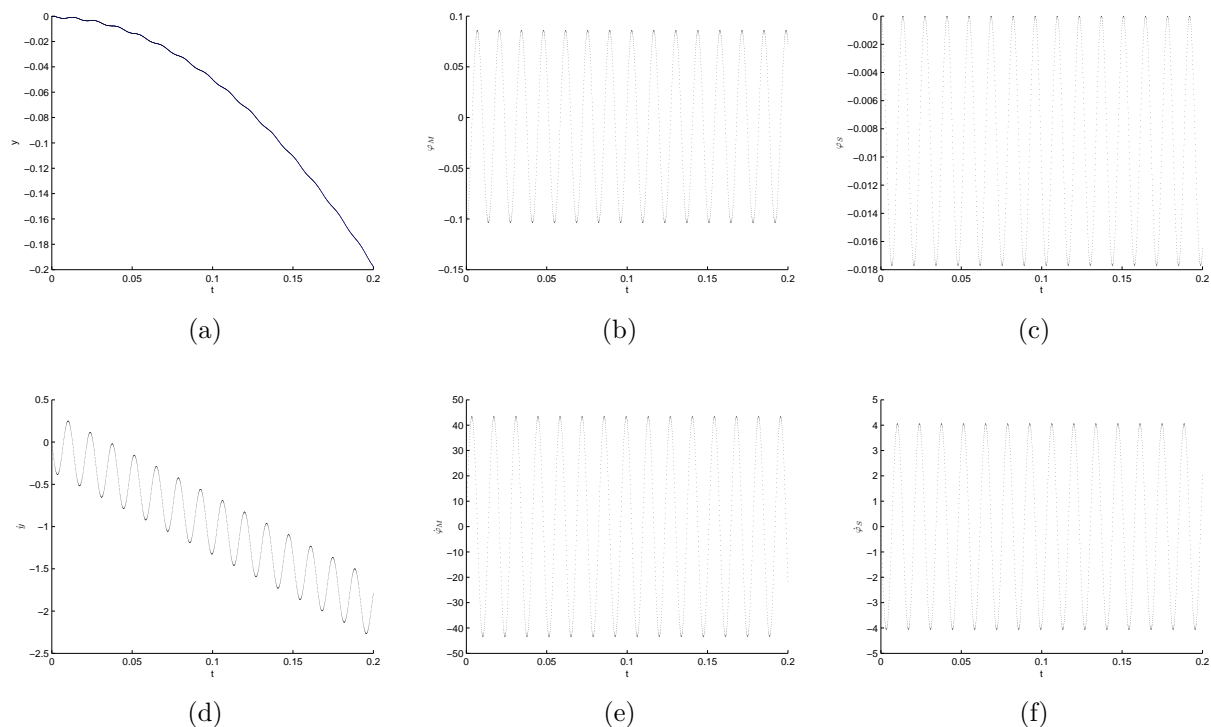 0
−0.02
−0.04
−0.06
−0.08
−0.1
−0.12
−0.14
−0.16
−0.18
−0.2
y
0 0.05 0.1 0.15 0.2
t
(a)
0.1
0.05
0
−0.05
−0.1
−0.15
φM
0 0.05 0.1 0.15 0.2
t
(b)
0
−0.002
−0.004
−0.006
−0.008
−0.01
−0.012
−0.014
−0.016
−0.018
φS
0 0.05 0.1 0.15 0.2
t
(c)
0.5
0
−0.5
−1
−1.5
−2
−2.5
ẏ
0 0.05 0.1 0.15 0.2
t
(d)
50
40
30
20
10
0
−10
−20
−30
−40
−50
φ̇M
0 0.05 0.1 0.15 0.2
t
(e)
5
4
3
2
1
0
−1
−2
−3
−4
−5
φ̇S
0 0.05 0.1 0.15 0.2
t
(f)